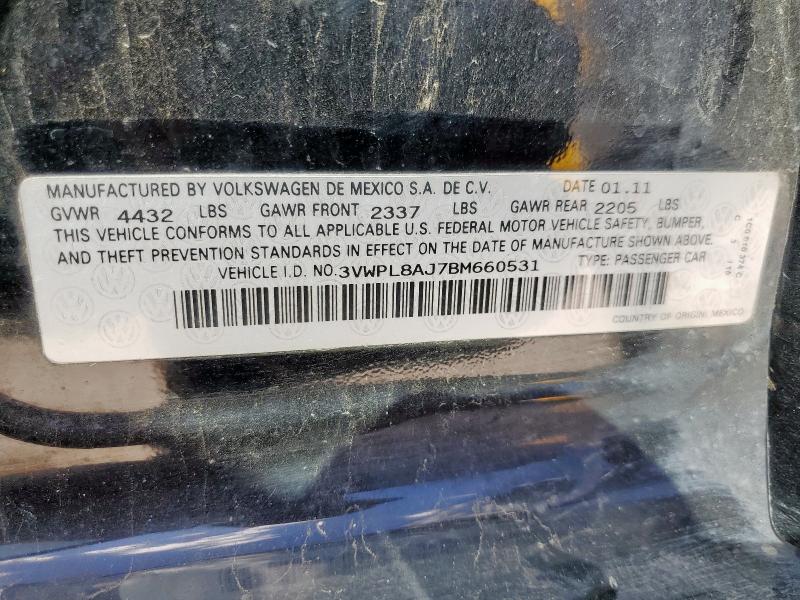 MANUFACTURED BY VOLKSWAGEN DE MEXICO S.A. DE C.V. DATE 01.11
GVWR 4432 LBS GAWR FRONT 2337 LBS GAWR REAR 2205 LBS
THIS VEHICLE CONFORMS TO ALL APPLICABLE U.S. FEDERAL MOTOR VEHICLE SAFETY, BUMPER,
AND THEFT PREVENTION STANDARDS IN EFFECT ON THE DATE OF MANUFACTURE SHOWN ABOVE.
VEHICLE I.D. NO. 3VWPL8AJ7BM660531 TYPE: PASSENGER CAR
COUNTRY OF ORIGIN: MEXICO